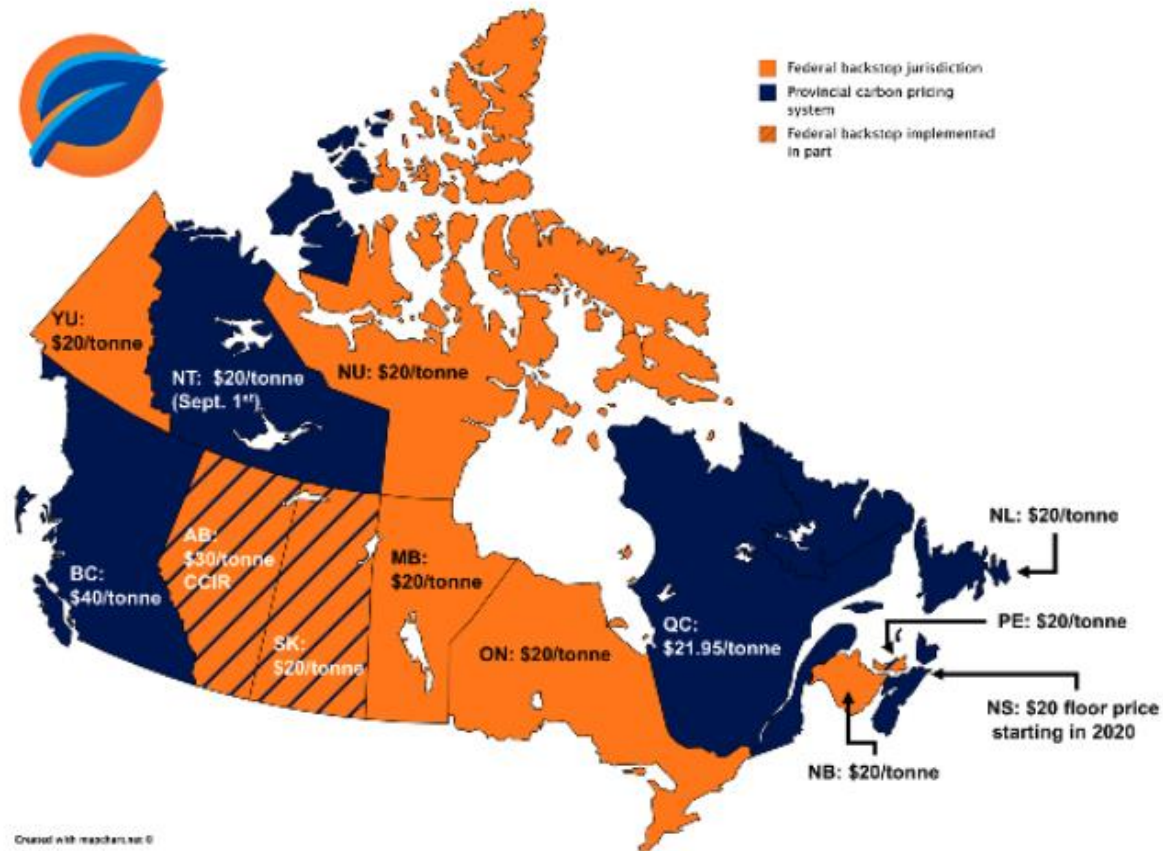 Federal backstop jurisdiction
Provincial carbon pricing
system
Federal backstop implemented
in part
YU:
$20/tonne
NT: $20/tonne
(Sept. 1st)
NU: $20/tonne
BC:
$40/tonne
AB:
$30/tonne
CCIR
SK:
$20/tonne
MB:
$20/tonne
ON: $20/tonne
QC:
$21.95/tonne
NL: $20/tonne
PE: $20/tonne
NS: $20 floor price
starting in 2020
NB: $20/tonne
Created with mapchart.net ©